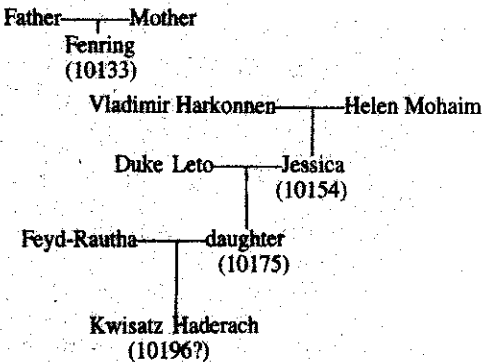 Father Mother
Fenring
(10133)
Vladimir Harkonnen Helen Mohaim
Duke Leto Jessica
(10154)
Feyd-Rautha daughter
(10175)
Kwisatz Haderach
(10196?)